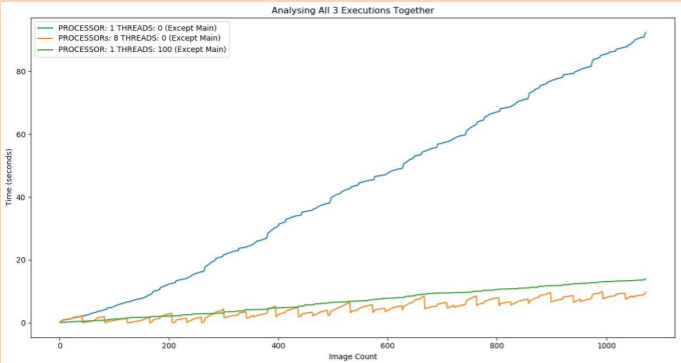 Analysing All 3 Executions Together
PROCESSOR: 1 THREADS: 0 (Except Main)
PROCESSORs: 8 THREADS: 0 (Except Main)
PROCESSOR: 1 THREADS: 100 (Except Main)
Time (seconds)
80
60
40
20
0
0 200 400 600 800 1000
Image Count